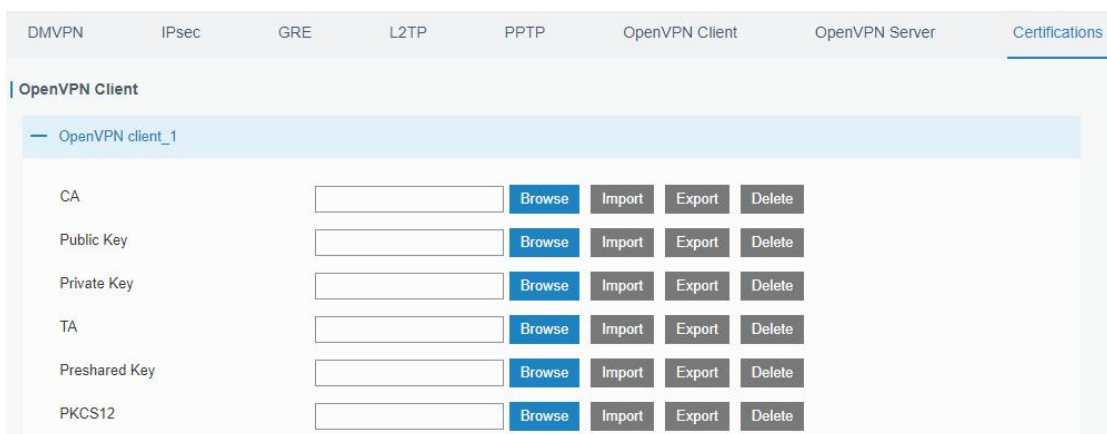 DMVPN IPsec GRE L2TP PPTP OpenVPN Client OpenVPN Server Certifications
OpenVPN Client
OpenVPN client_1
CA Browse Import Export Delete
Public Key Browse Import Export Delete
Private Key Browse Import Export Delete
TA Browse Import Export Delete
Preshared Key Browse Import Export Delete
PKCS12 Browse Import Export Delete